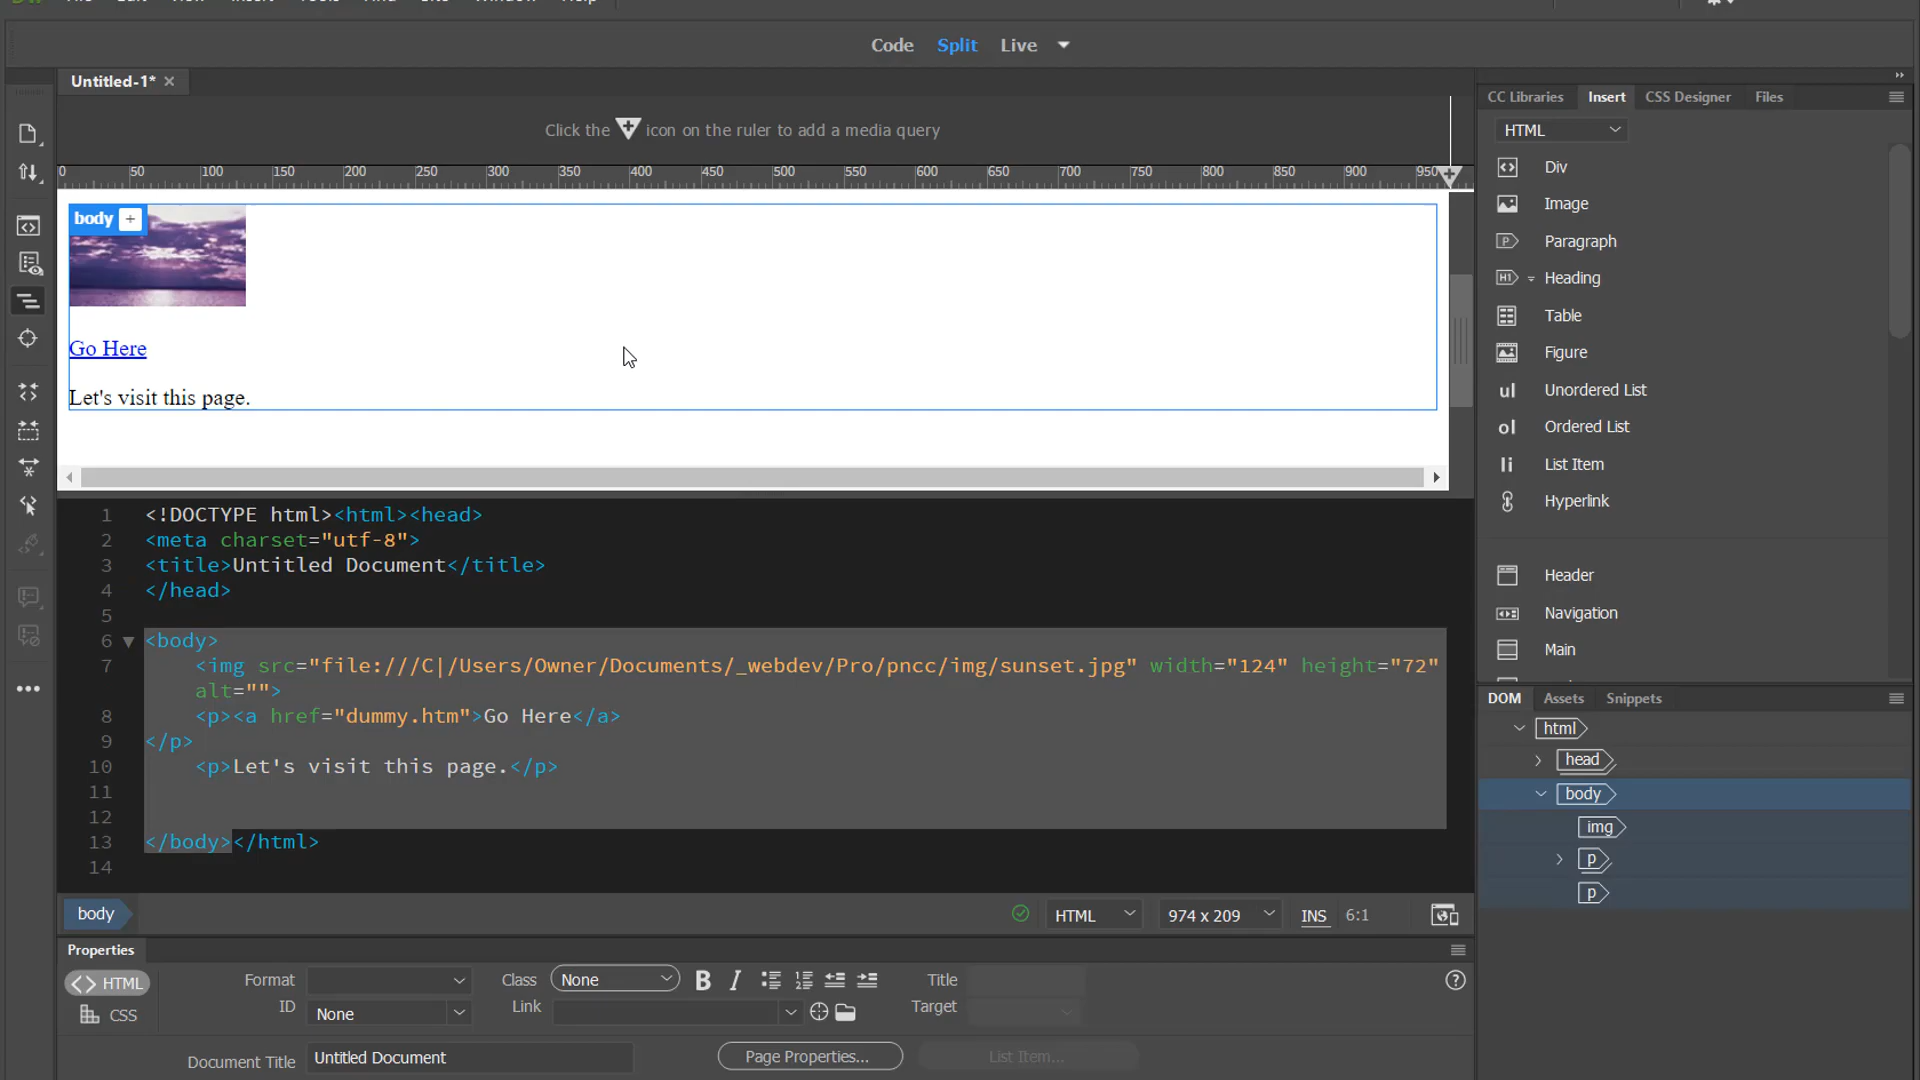 Code Split Live
Untitled-1*
CC Libraries Insert CSS Designer Files
Click the icon on the ruler to add a media query
HTML
0 50 100 150 200 250 300 350 400 450 500 550 600 650 700 750 800 850 900 950
Div
Image
Paragraph
Heading
Table
Figure
ul Unordered List
ol Ordered List
li List Item
Hyperlink
Header
Navigation
Main
body +
Go Here
Let's visit this page.
1 <!DOCTYPE html><html><head>
2 <meta charset="utf-8">
3 <title>Untitled Document</title>
4 </head>
5
6 <body>
7 <img src="file:///C|/Users/Owner/Documents/_webdev/Pro/pncc/img/sunset.jpg" width="124" height="72"
alt="">
8 <p><a href="dummy.htm">Go Here</a>
9 </p>
10 <p>Let's visit this page.</p>
11
12
13 </body></html>
14
DOM Assets Snippets
html
head
body
img
p
p
body
HTML 974 x 209 INS 6:1
Properties
HTML
CSS
Format
ID None
Class None
Link
B I
Title
Target
Document Title Untitled Document
Page Properties...
List Item...